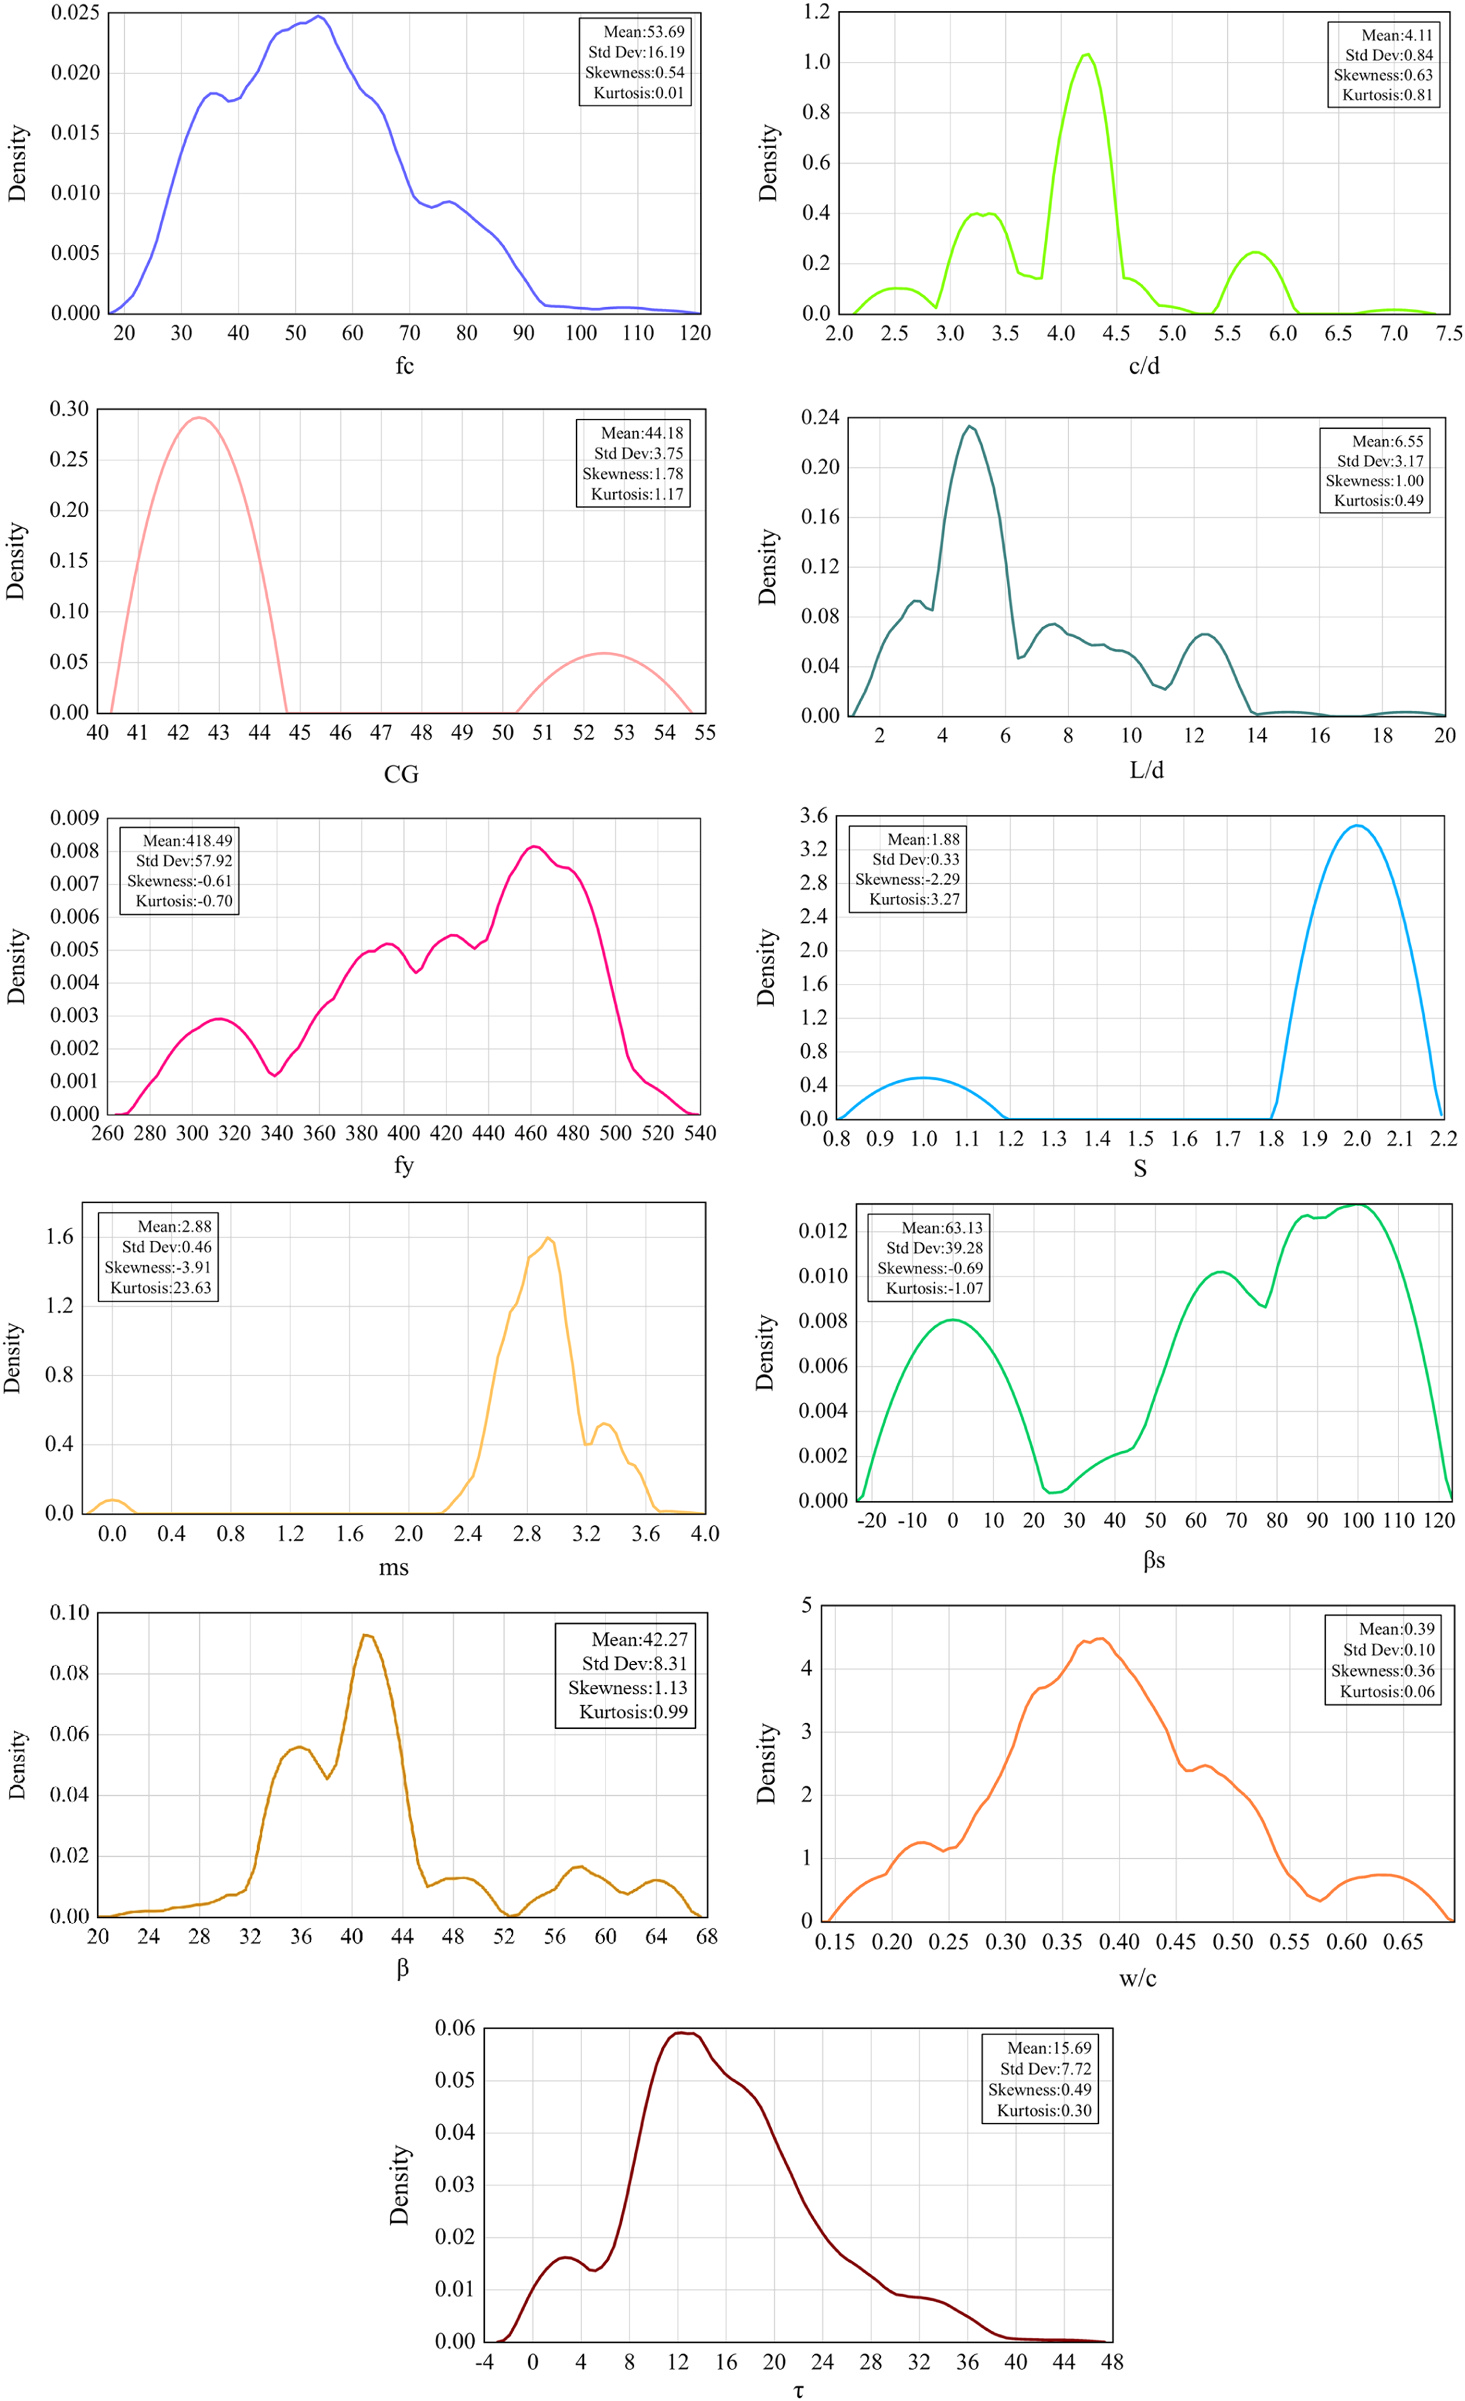 0.025
0.020
0.015
0.010
0.005
0.000
Density
Mean:53.69
Std Dev:16.19
Skewness:0.54
Kurtosis:0.01
20 30 40 50 60 70 80 90 100 110 120
fc
1.2
1.0
0.8
0.6
0.4
0.2
0.0
Density
Mean:4.11
Std Dev:0.84
Skewness:0.63
Kurtosis:0.81
2.0 2.5 3.0 3.5 4.0 4.5 5.0 5.5 6.0 6.5 7.0 7.5
c/d
0.30
0.25
0.20
0.15
0.10
0.05
0.00
Density
Mean:44.18
Std Dev:3.75
Skewness:1.78
Kurtosis:1.17
40 41 42 43 44 45 46 47 48 49 50 51 52 53 54 55
CG
0.24
0.20
0.16
0.12
0.08
0.04
0.00
Density
Mean:6.55
Std Dev:3.17
Skewness:1.00
Kurtosis:0.49
2 4 6 8 10 12 14 16 18 20
L/d
0.009
0.008
0.007
0.006
0.005
0.004
0.003
0.002
0.001
0.000
Density
Mean:418.49
Std Dev:57.92
Skewness:-0.61
Kurtosis:-0.70
260 280 300 320 340 360 380 400 420 440 460 480 500 520 540
fy
3.6
3.2
2.8
2.4
2.0
1.6
1.2
0.8
0.4
0.0
Density
Mean:1.88
Std Dev:0.33
Skewness:-2.29
Kurtosis:3.27
0.8 0.9 1.0 1.1 1.2 1.3 1.4 1.5 1.6 1.7 1.8 1.9 2.0 2.1 2.2
S
1.6
1.2
0.8
0.4
0.0
Density
Mean:2.88
Std Dev:0.46
Skewness:-3.91
Kurtosis:23.63
0.0 0.4 0.8 1.2 1.6 2.0 2.4 2.8 3.2 3.6 4.0
ms
0.012
0.010
0.008
0.006
0.004
0.002
0.000
Density
Mean:63.13
Std Dev:39.28
Skewness:-0.69
Kurtosis:-1.07
-20 -10 0 10 20 30 40 50 60 70 80 90 100 110 120
βs
0.10
0.08
0.06
0.04
0.02
0.00
Density
Mean:42.27
Std Dev:8.31
Skewness:1.13
Kurtosis:0.99
20 24 28 32 36 40 44 48 52 56 60 64 68
β
5
4
3
2
1
0
Density
Mean:0.39
Std Dev:0.10
Skewness:0.36
Kurtosis:0.06
0.15 0.20 0.25 0.30 0.35 0.40 0.45 0.50 0.55 0.60 0.65
w/c
0.06
0.05
0.04
0.03
0.02
0.01
0.00
Density
Mean:15.69
Std Dev:7.72
Skewness:0.49
Kurtosis:0.30
-4 0 4 8 12 16 20 24 28 32 36 40 44 48
τ